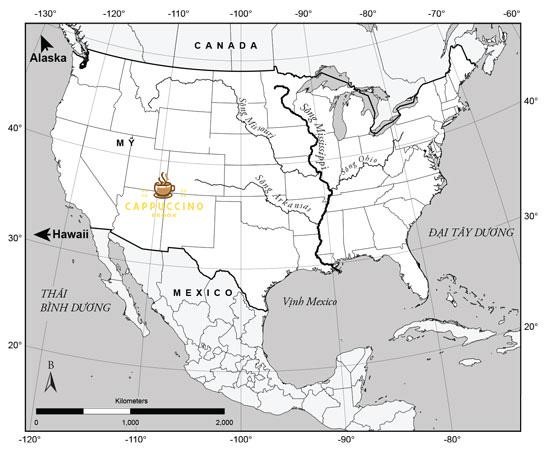 -130° -120° -110° -100° -90° -80° -70° -60°
CANADA
Alaska
40°
40°
Sông Missouri
Sông Mississippi
MỸ
Sông Ohio
Sông Arkansas
CAPPUCCINO
30°
Hawaii
ĐẠI TÂY DƯƠNG
30°
THÁI
BÌNH DƯƠNG
MEXICO
Vịnh Mexico
20°
20°
B
Kilometers
0 1,000 2,000
-120° -110° -100° -90° -80°